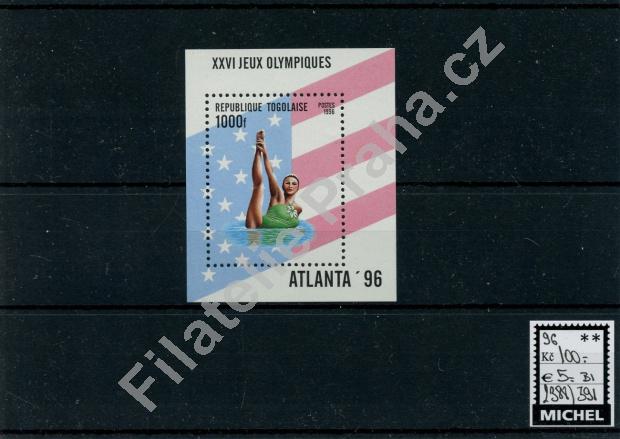 XXVI JEUX OLYMPIQUES
REPUBLIQUE TOGOLAISE POSTES
1000f 1996
ATLANTA '96
Filatelie Praha.cz
96 **
Kč 100.-
€ 5.- Bl
MICHEL